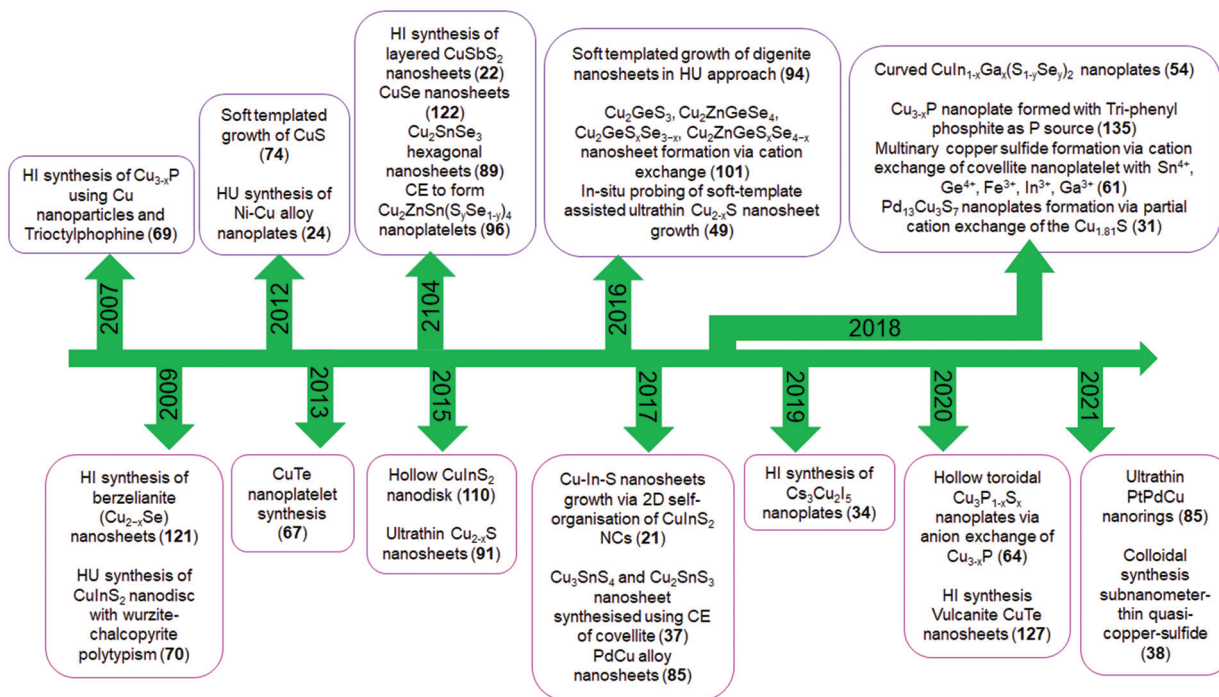 HI synthesis of Cu₃₋ₓP
using Cu
nanoparticles and
Trioctylphophine (69)
2007
Soft templated
growth of CuS
(74)
HU synthesis of
Ni-Cu alloy
nanoplates (24)
2012
HI synthesis of
layered CuSbS₂
nanosheets (22)
CuSe nanosheets
(122)
Cu₂SnSe₃
hexagonal
nanosheets (89)
CE to form
Cu₂ZnSn(SᵧSe₁₋ᵧ)₄
nanoplatelets (96)
2104
Soft templated growth of digenite
nanosheets in HU approach (94)
Cu₂GeS₃, Cu₂ZnGeSe₄,
Cu₂GeSₓSe₃₋ₓ, Cu₂ZnGeSₓSe₄₋ₓ
nanosheet formation via cation
exchange (101)
In-situ probing of soft-template
assisted ultrathin Cu₂₋ₓS nanosheet
growth (49)
2016
Curved CuIn₁₋ₓGaₓ(S₁₋ᵧSeᵧ)₂ nanoplates (54)
Cu₃₋ₓP nanoplate formed with Tri-phenyl
phosphite as P source (135)
Multinary copper sulfide formation via cation
exchange of covellite nanoplatelet with Sn⁴⁺,
Ge⁴⁺, Fe³⁺, In³⁺, Ga³⁺ (61)
Pd₁₃Cu₃S₇ nanoplates formation via partial
cation exchange of the Cu₁.₈₁S (31)
2018
2009
HI synthesis of
berzelianite
(Cu₂₋ₓSe)
nanosheets (121)
HU synthesis of
CuInS₂ nanodisc
with wurzite-
chalcopyrite
polytypism (70)
2013
CuTe
nanoplatelet
synthesis
(67)
2015
Hollow CuInS₂
nanodisk (110)
Ultrathin Cu₂₋ₓS
nanosheets (91)
2017
Cu-In-S nanosheets
growth via 2D self-
organisation of CuInS₂
NCs (21)
Cu₃SnS₄ and Cu₂SnS₃
nanosheet
synthesised using CE
of covellite (37)
PdCu alloy
nanosheets (85)
2019
HI synthesis of
Cs₃Cu₂I₅
nanoplates (34)
2020
Hollow toroidal
Cu₃P₁₋ₓSₓ
nanoplates via
anion exchange of
Cu₃₋ₓP (64)
HI synthesis
Vulcanite CuTe
nanosheets (127)
2021
Ultrathin
PtPdCu
nanorings (85)
Colloidal
synthesis
subnanometer-
thin quasi-
copper-sulfide
(38)